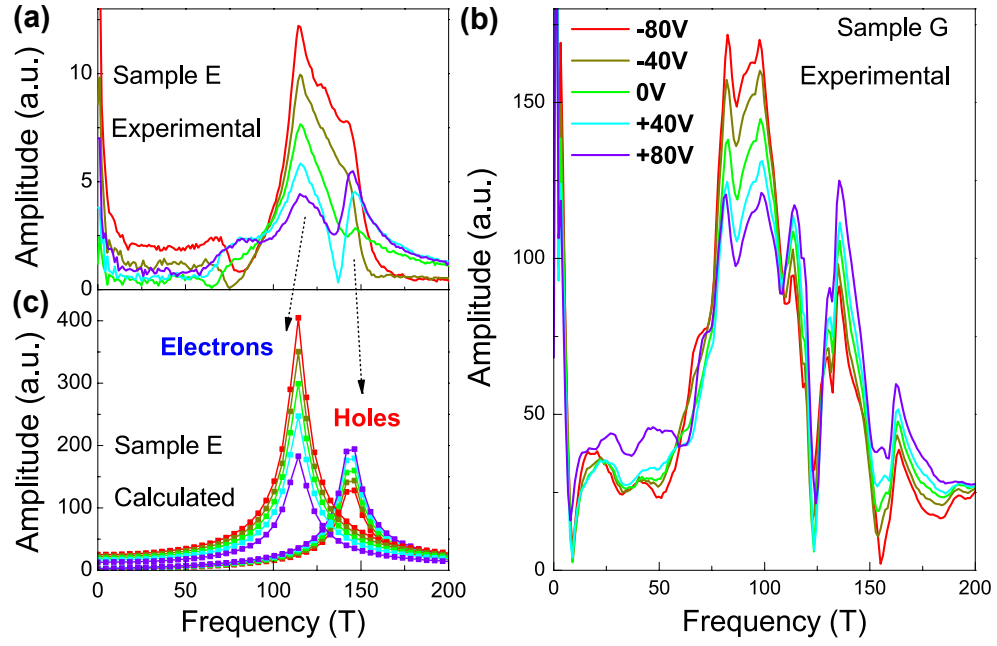 (a)
Sample E
Experimental
Amplitude (a.u.)
10
5
0
(c)
Electrons
Holes
Sample E
Calculated
Amplitude (a.u.)
400
300
200
100
0
0 50 100 150 200
Frequency (T)
(b)
-80V
-40V
0V
+40V
+80V
Sample G
Experimental
Amplitude (a.u.)
150
100
50
0
0 50 100 150 200
Frequency (T)